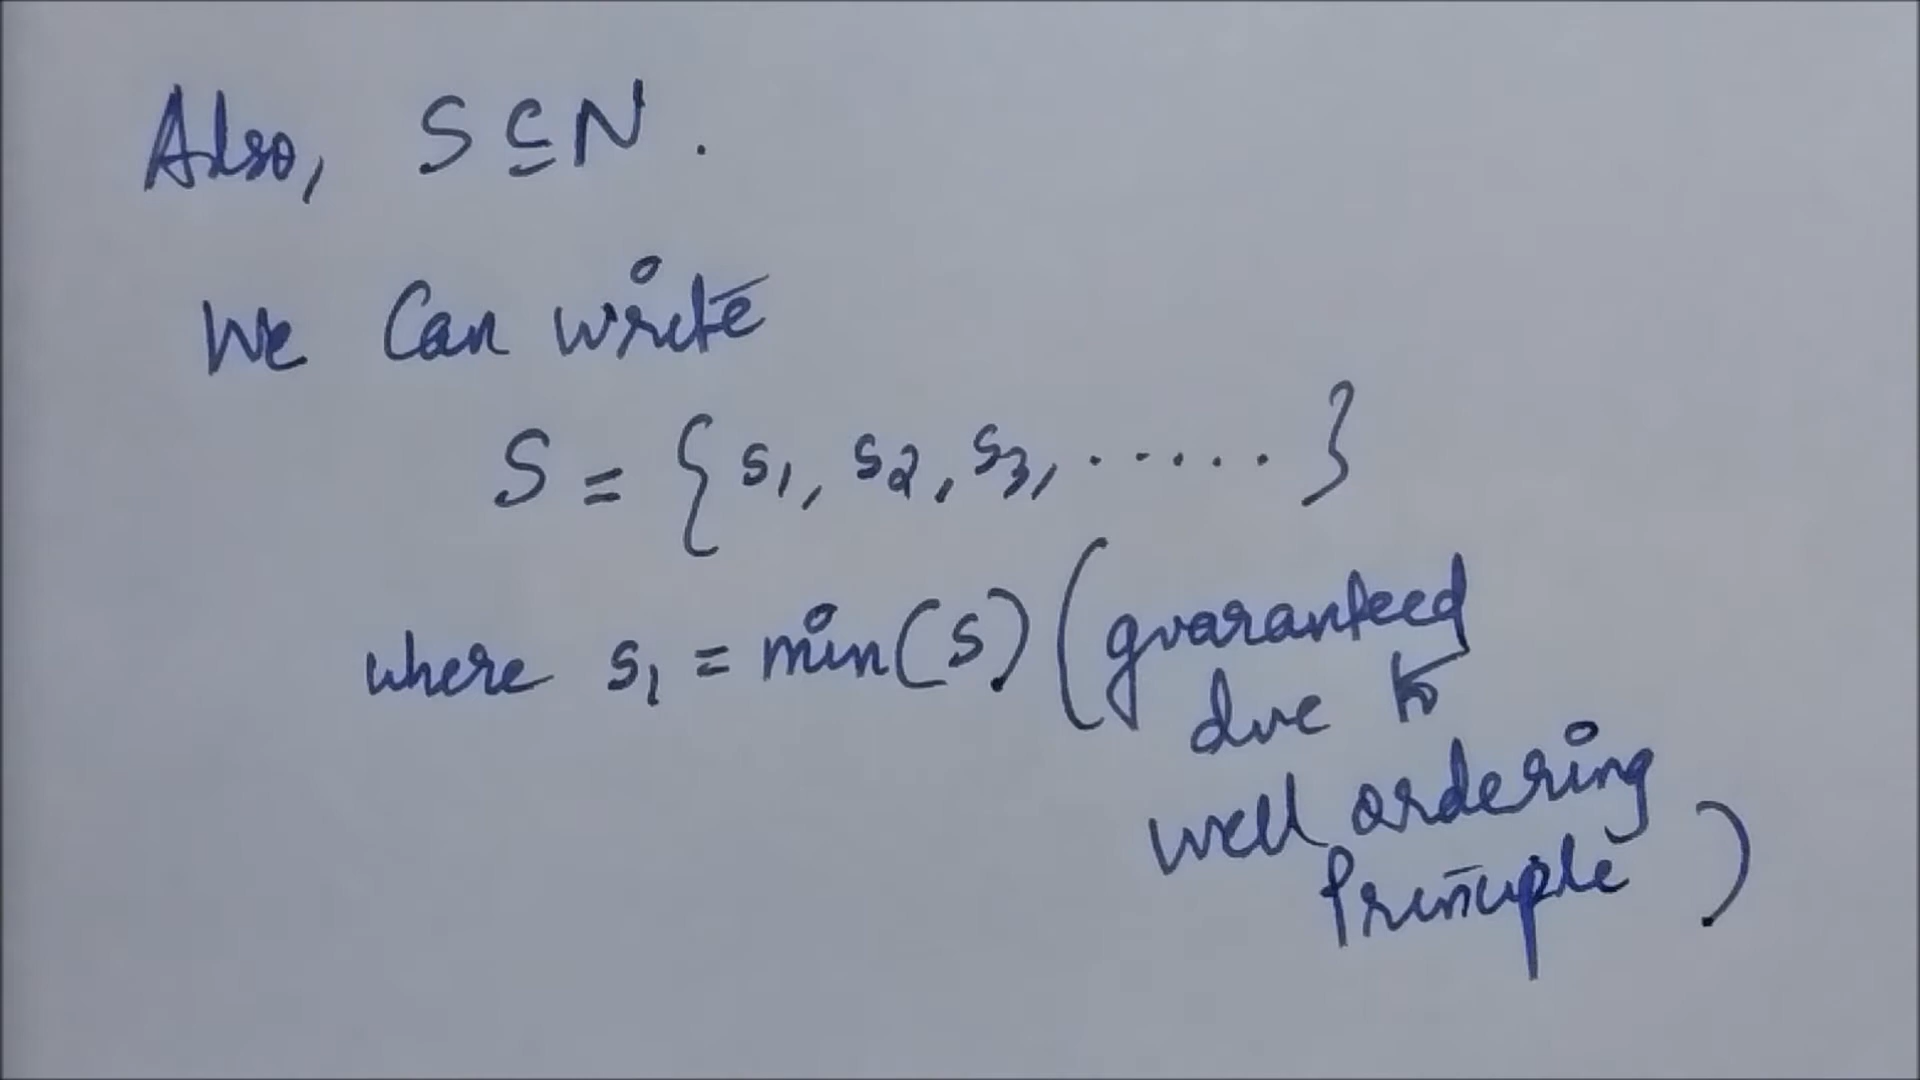 Also, S ⊆ N.
We Can write
S = { s₁, s₂, s₃, ...... }
where s₁ = min(S) (guaranteed
due to
well ordering
Principle)